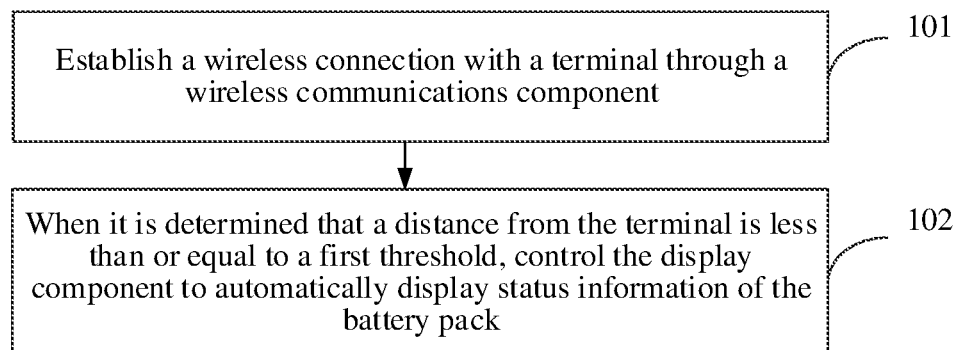 101
Establish a wireless connection with a terminal through a
wireless communications component
102
When it is determined that a distance from the terminal is less
than or equal to a first threshold, control the display
component to automatically display status information of the
battery pack